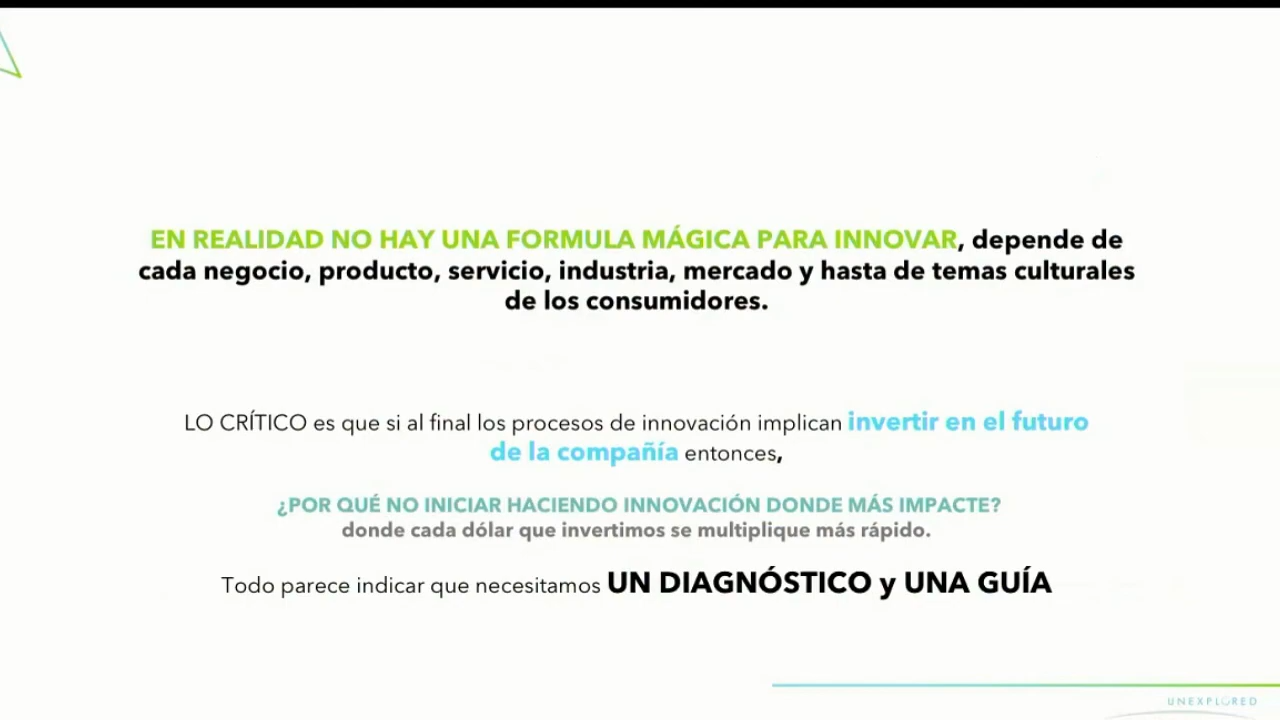 EN REALIDAD NO HAY UNA FORMULA MÁGICA PARA INNOVAR, depende de
cada negocio, producto, servicio, industria, mercado y hasta de temas culturales
de los consumidores.
LO CRÍTICO es que si al final los procesos de innovación implican invertir en el futuro
de la compañía entonces,
¿POR QUÉ NO INICIAR HACIENDO INNOVACIÓN DONDE MÁS IMPACTE?
donde cada dólar que invertimos se multiplique más rápido.
Todo parece indicar que necesitamos UN DIAGNÓSTICO y UNA GUÍA
UNEXPLORED